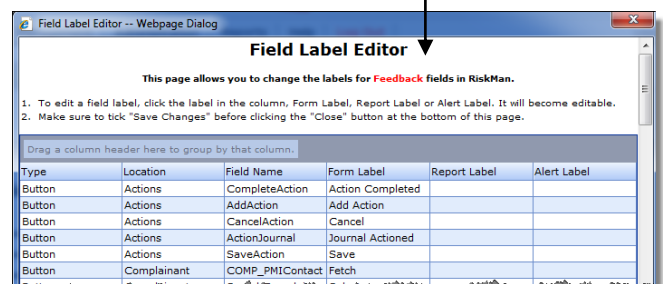 Field Label Editor -- Webpage Dialog
Field Label Editor
This page allows you to change the labels for Feedback fields in RiskMan.
1. To edit a field label, click the label in the column, Form Label, Report Label or Alert Label. It will become editable.
2. Make sure to tick "Save Changes" before clicking the "Close" button at the bottom of this page.
Drag a column header here to group by that column.
Type Location Field Name Form Label Report Label Alert Label
Button Actions CompleteAction Action Completed
Button Actions AddAction Add Action
Button Actions CancelAction Cancel
Button Actions ActionJournal Journal Actioned
Button Actions SaveAction Save
Button Complainant COMP_PMIContact Fetch